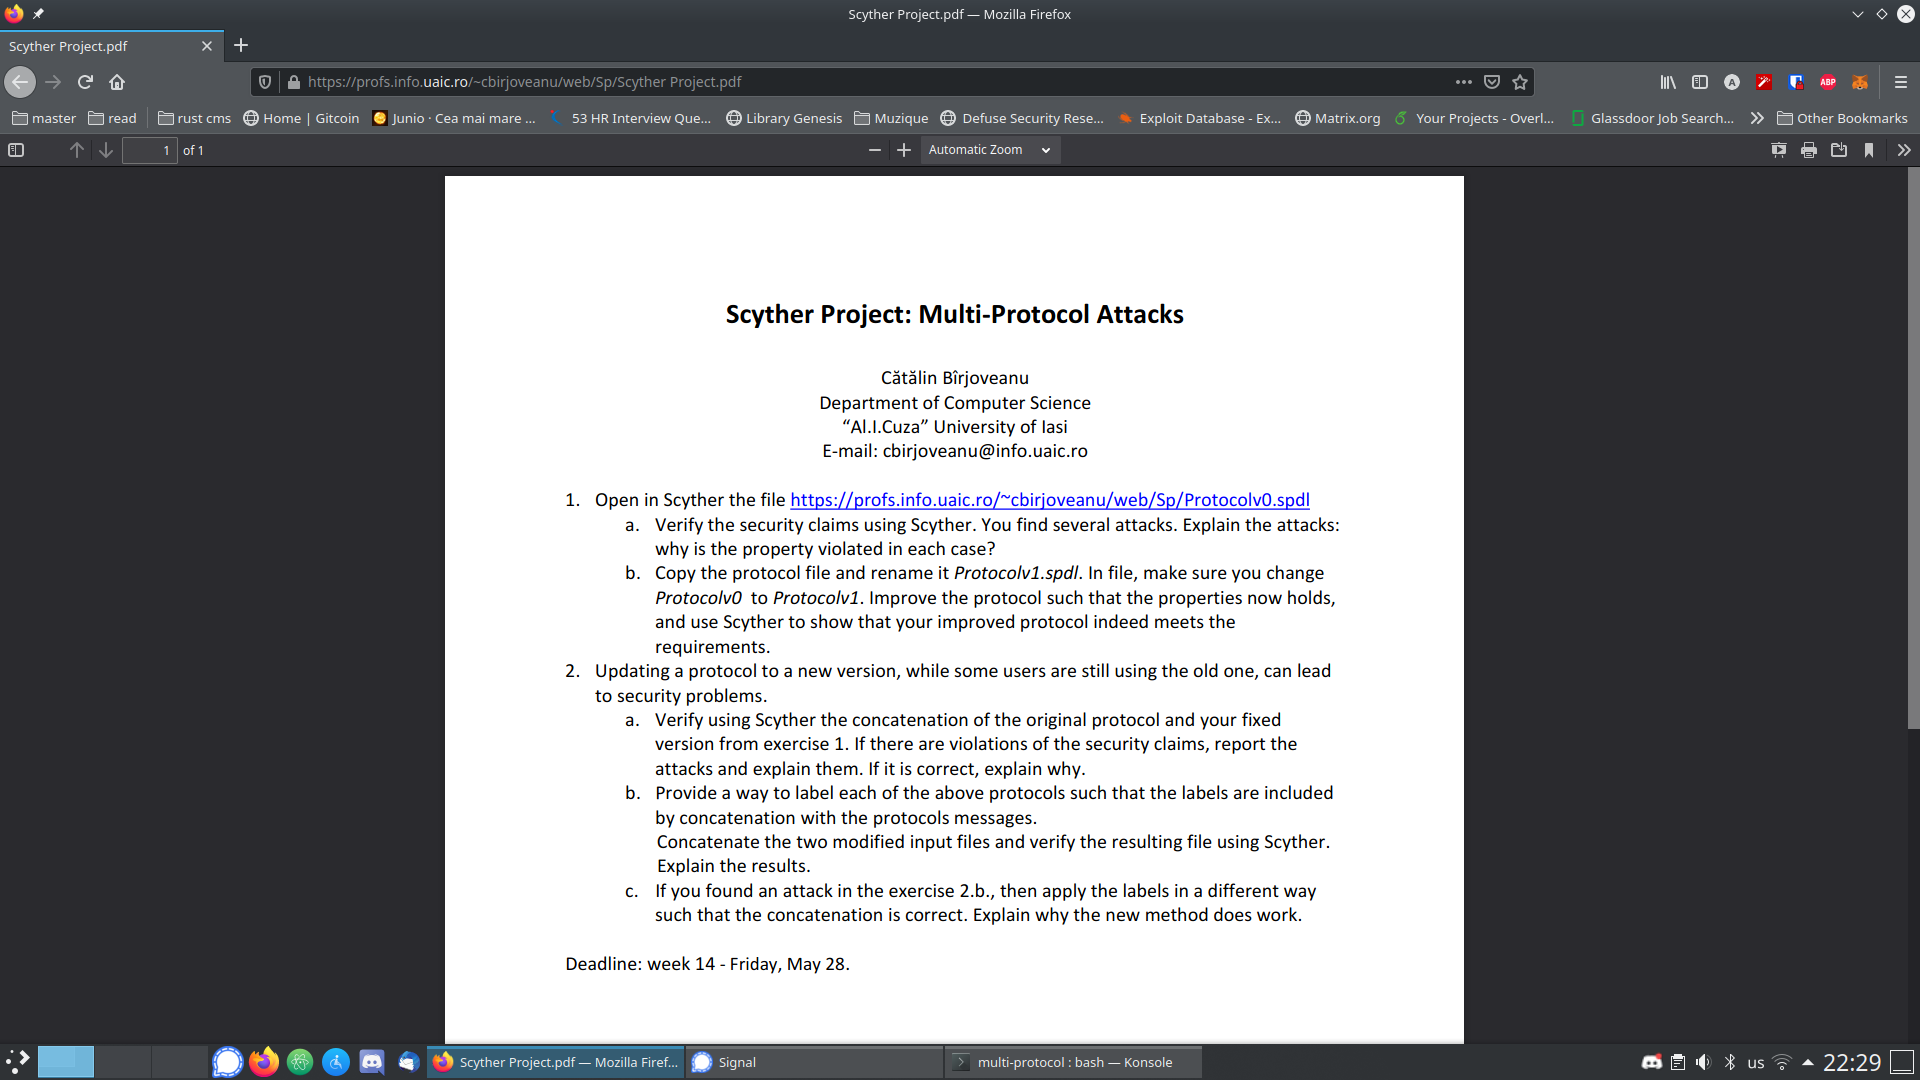 Scyther Project.pdf — Mozilla Firefox
Scyther Project.pdf
https://profs.info.uaic.ro/~cbirjoveanu/web/Sp/Scyther Project.pdf
A
ABP
master
read
rust cms
Home | Gitcoin
Junio · Cea mai mare ...
53 HR Interview Que...
Library Genesis
Muzique
Defuse Security Rese...
Exploit Database - Ex...
Matrix.org
Your Projects - Overl...
Glassdoor Job Search...
Other Bookmarks
1 of 1
Automatic Zoom
Scyther Project: Multi-Protocol Attacks
Cătălin Bîrjoveanu
Department of Computer Science
“Al.I.Cuza” University of Iasi
E-mail: cbirjoveanu@info.uaic.ro
1. Open in Scyther the file https://profs.info.uaic.ro/~cbirjoveanu/web/Sp/Protocolv0.spdl
a. Verify the security claims using Scyther. You find several attacks. Explain the attacks:
why is the property violated in each case?
b. Copy the protocol file and rename it Protocolv1.spdl. In file, make sure you change
Protocolv0 to Protocolv1. Improve the protocol such that the properties now holds,
and use Scyther to show that your improved protocol indeed meets the
requirements.
2. Updating a protocol to a new version, while some users are still using the old one, can lead
to security problems.
a. Verify using Scyther the concatenation of the original protocol and your fixed
version from exercise 1. If there are violations of the security claims, report the
attacks and explain them. If it is correct, explain why.
b. Provide a way to label each of the above protocols such that the labels are included
by concatenation with the protocols messages.
Concatenate the two modified input files and verify the resulting file using Scyther.
Explain the results.
c. If you found an attack in the exercise 2.b., then apply the labels in a different way
such that the concatenation is correct. Explain why the new method does work.
Deadline: week 14 - Friday, May 28.
Scyther Project.pdf — Mozilla Firef...
Signal
multi-protocol : bash — Konsole
us
22:29